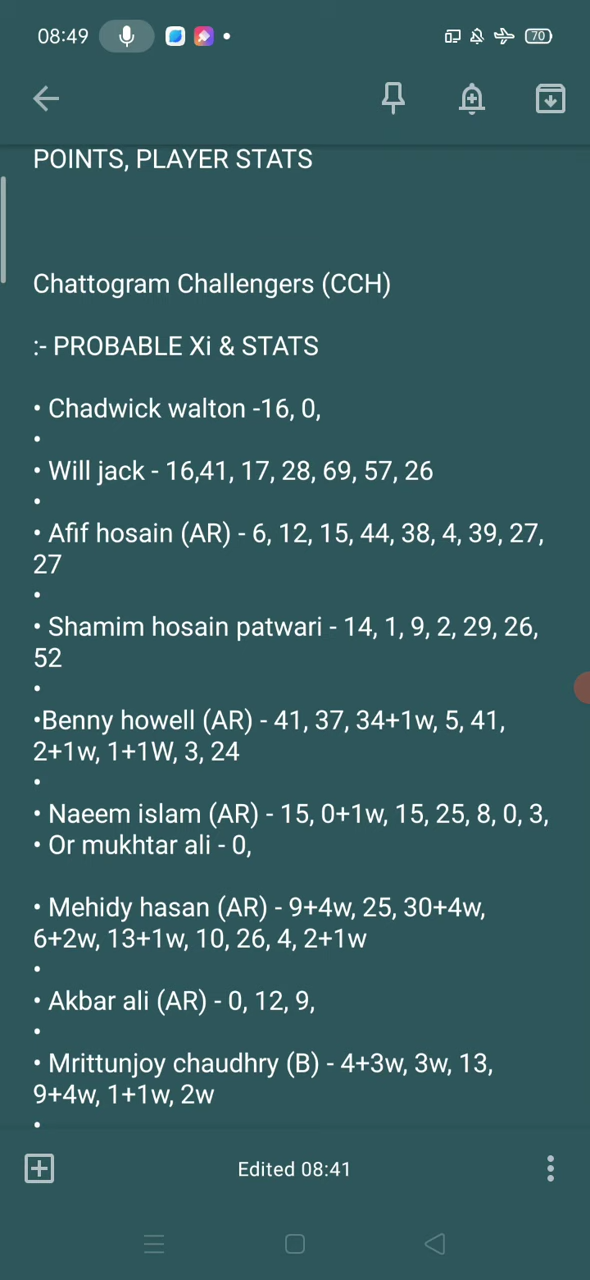 08:49
70
POINTS, PLAYER STATS
Chattogram Challengers (CCH)
:- PROBABLE Xi & STATS
• Chadwick walton -16, 0,
•
• Will jack - 16,41, 17, 28, 69, 57, 26
•
• Afif hosain (AR) - 6, 12, 15, 44, 38, 4, 39, 27,
27
•
• Shamim hosain patwari - 14, 1, 9, 2, 29, 26,
52
•
•Benny howell (AR) - 41, 37, 34+1w, 5, 41,
2+1w, 1+1W, 3, 24
•
• Naeem islam (AR) - 15, 0+1w, 15, 25, 8, 0, 3,
• Or mukhtar ali - 0,
• Mehidy hasan (AR) - 9+4w, 25, 30+4w,
6+2w, 13+1w, 10, 26, 4, 2+1w
•
• Akbar ali (AR) - 0, 12, 9,
•
• Mrittunjoy chaudhry (B) - 4+3w, 3w, 13,
9+4w, 1+1w, 2w
•
Edited 08:41